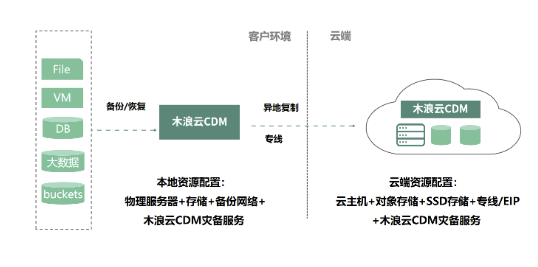 客户环境
云端
File
VM
DB
大数据
buckets
备份/恢复
木浪云CDM
异地复制
专线
木浪云CDM
本地资源配置：
物理服务器+存储+备份网络+
木浪云CDM灾备服务
云端资源配置：
云主机+对象存储+SSD存储+专线/EIP
+木浪云CDM灾备服务